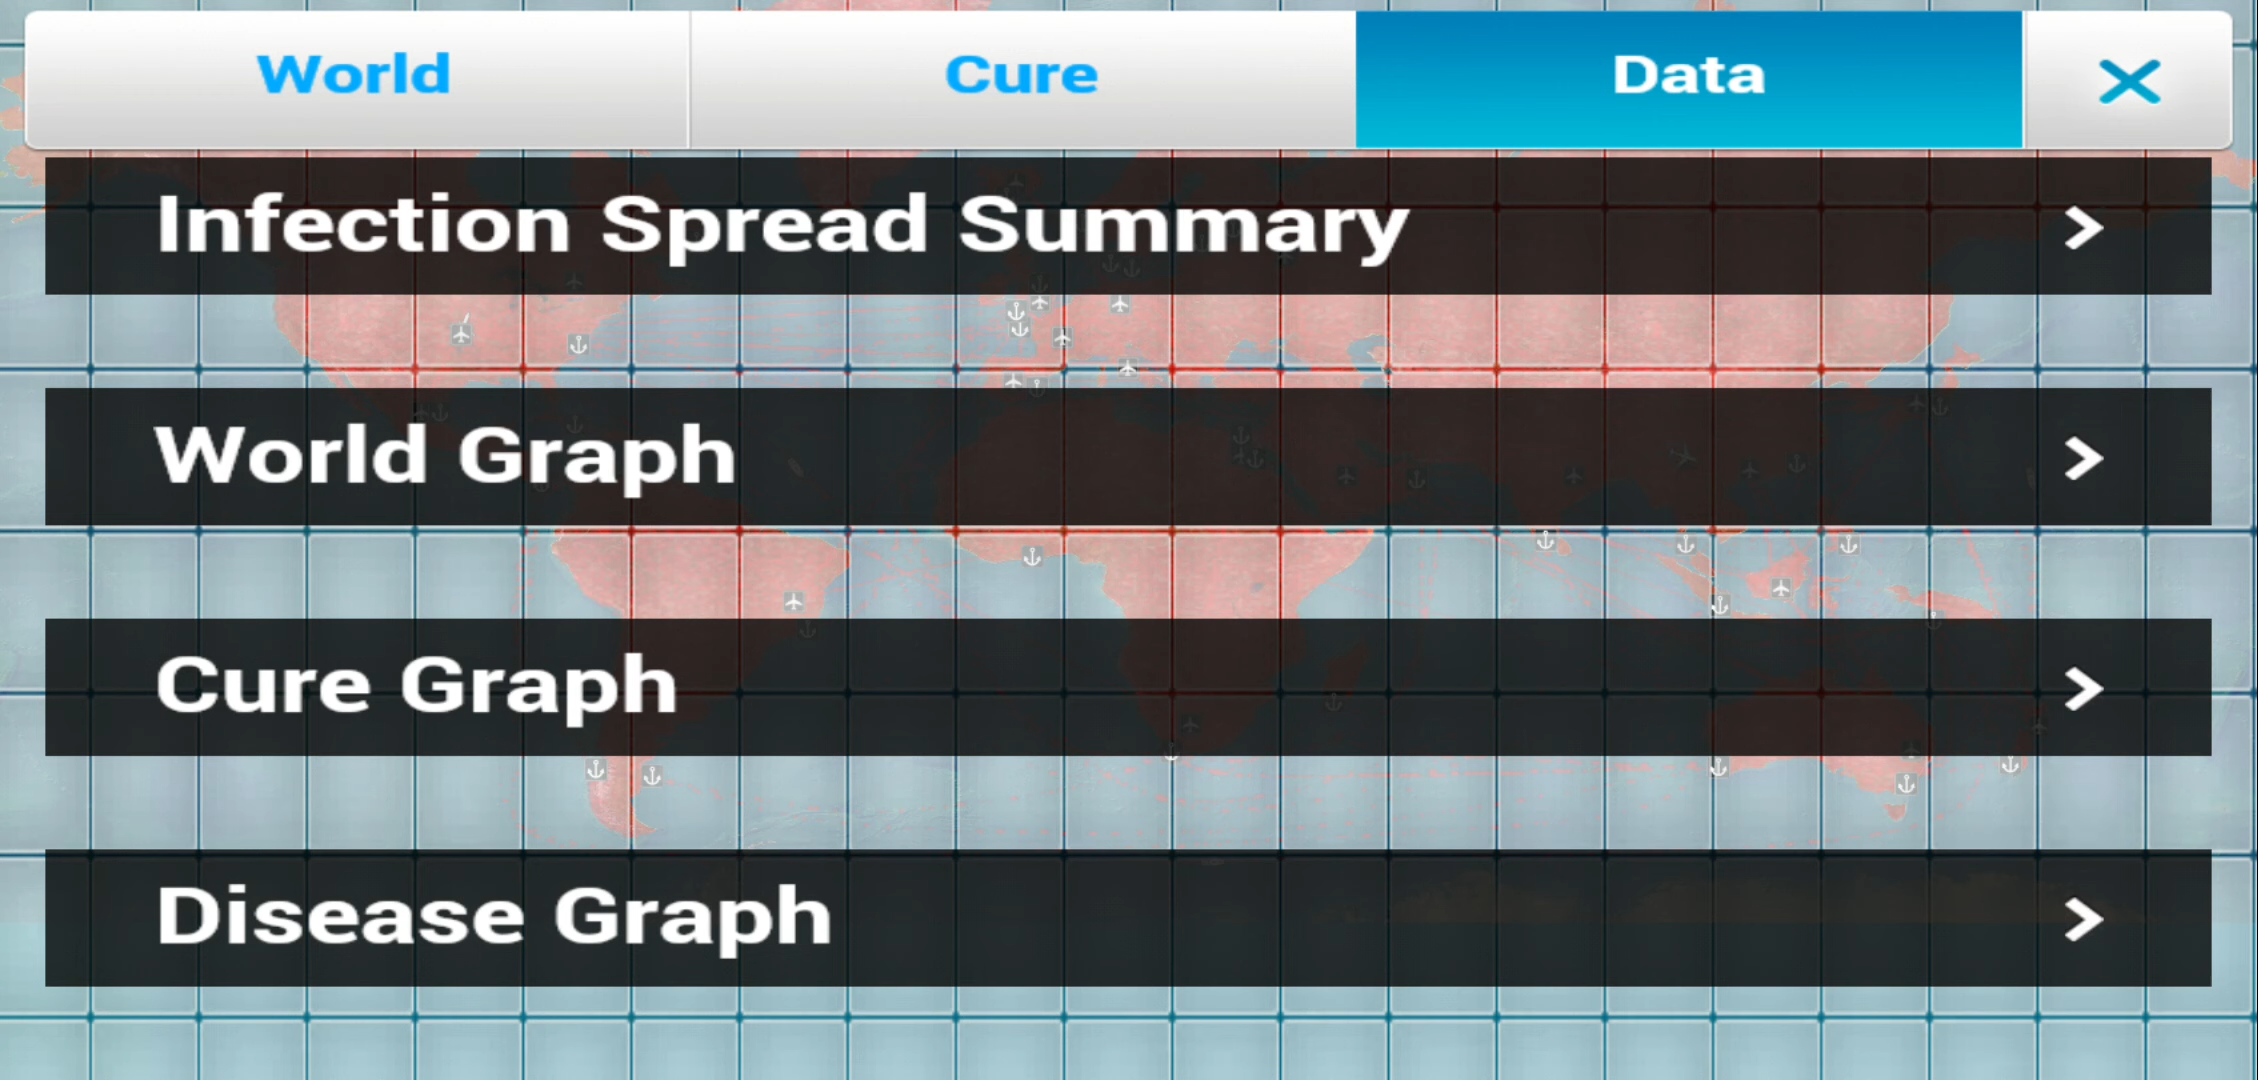 World
Cure
Data
Infection Spread Summary
World Graph
Cure Graph
Disease Graph